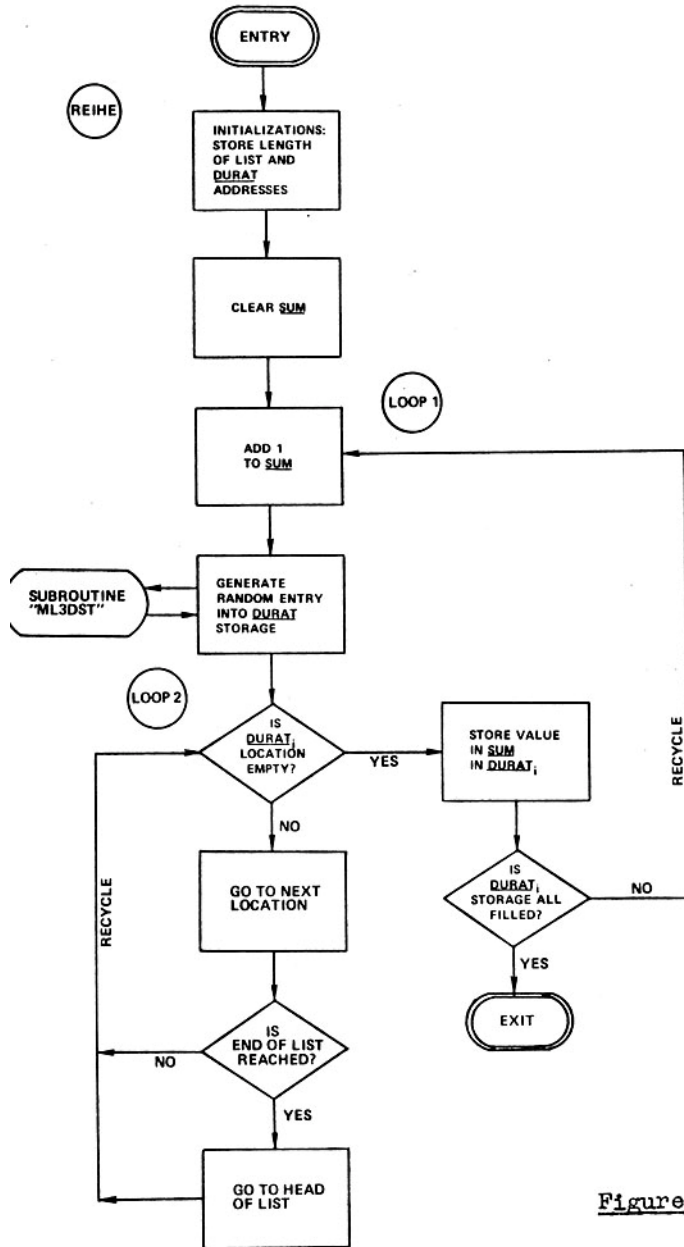 ENTRY
REIHE
INITIALIZATIONS:
STORE LENGTH
OF LIST AND
DURAT
ADDRESSES
CLEAR SUM
LOOP 1
ADD 1
TO SUM
SUBROUTINE
"ML3DST"
GENERATE
RANDOM ENTRY
INTO DURAT
STORAGE
LOOP 2
IS
DURATi
LOCATION
EMPTY?
YES
STORE VALUE
IN SUM
IN DURATi
RECYCLE
NO
RECYCLE
GO TO NEXT
LOCATION
IS
DURATi
STORAGE ALL
FILLED?
NO
YES
EXIT
IS
END OF LIST
REACHED?
NO
YES
GO TO HEAD
OF LIST
Figure